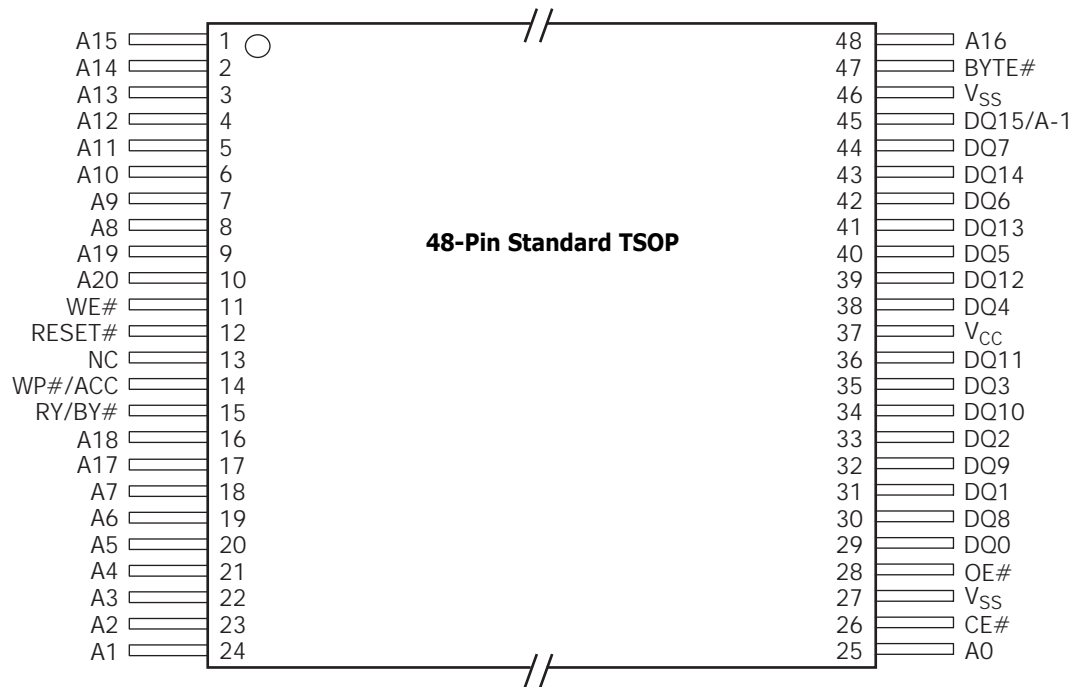 A15 1 48 A16
A14 2 47 BYTE#
A13 3 46 VSS
A12 4 45 DQ15/A-1
A11 5 44 DQ7
A10 6 43 DQ14
A9 7 42 DQ6
A8 8 41 DQ13
48-Pin Standard TSOP
A19 9 40 DQ5
A20 10 39 DQ12
WE# 11 38 DQ4
RESET# 12 37 VCC
NC 13 36 DQ11
WP#/ACC 14 35 DQ3
RY/BY# 15 34 DQ10
A18 16 33 DQ2
A17 17 32 DQ9
A7 18 31 DQ1
A6 19 30 DQ8
A5 20 29 DQ0
A4 21 28 OE#
A3 22 27 VSS
A2 23 26 CE#
A1 24 25 A0